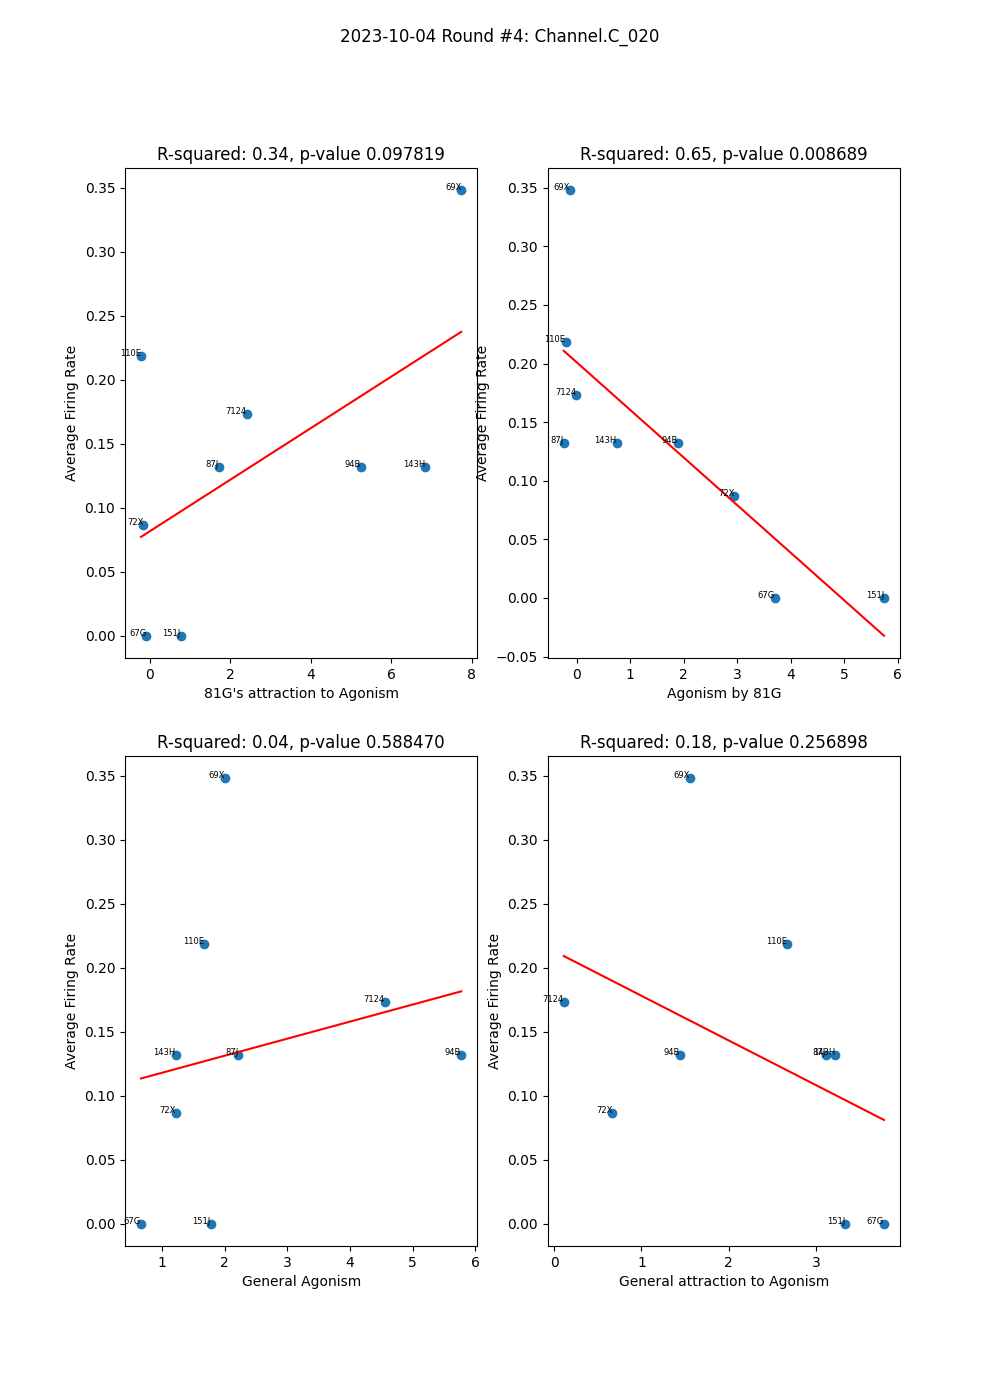 2023-10-04 Round #4: Channel.C_020
R-squared: 0.34, p-value 0.097819
0.35
0.30
0.25
0.20
0.15
0.10
0.05
0.00
Average Firing Rate
69X
110E
7124
87J
94B
143H
72X
67G
151J
0
2
4
6
8
81G's attraction to Agonism
R-squared: 0.65, p-value 0.008689
0.35
0.30
0.25
0.20
0.15
0.10
0.05
0.00
−0.05
Average Firing Rate
69X
110E
7124
87J
143H
94B
72X
67G
151J
0
1
2
3
4
5
6
Agonism by 81G
R-squared: 0.04, p-value 0.588470
0.35
0.30
0.25
0.20
0.15
0.10
0.05
0.00
Average Firing Rate
69X
110E
7124
143H
87J
94B
72X
67G
151J
1
2
3
4
5
6
General Agonism
R-squared: 0.18, p-value 0.256898
0.35
0.30
0.25
0.20
0.15
0.10
0.05
0.00
Average Firing Rate
69X
110E
7124
94B
72X
151J
67G
0
1
2
3
General attraction to Agonism